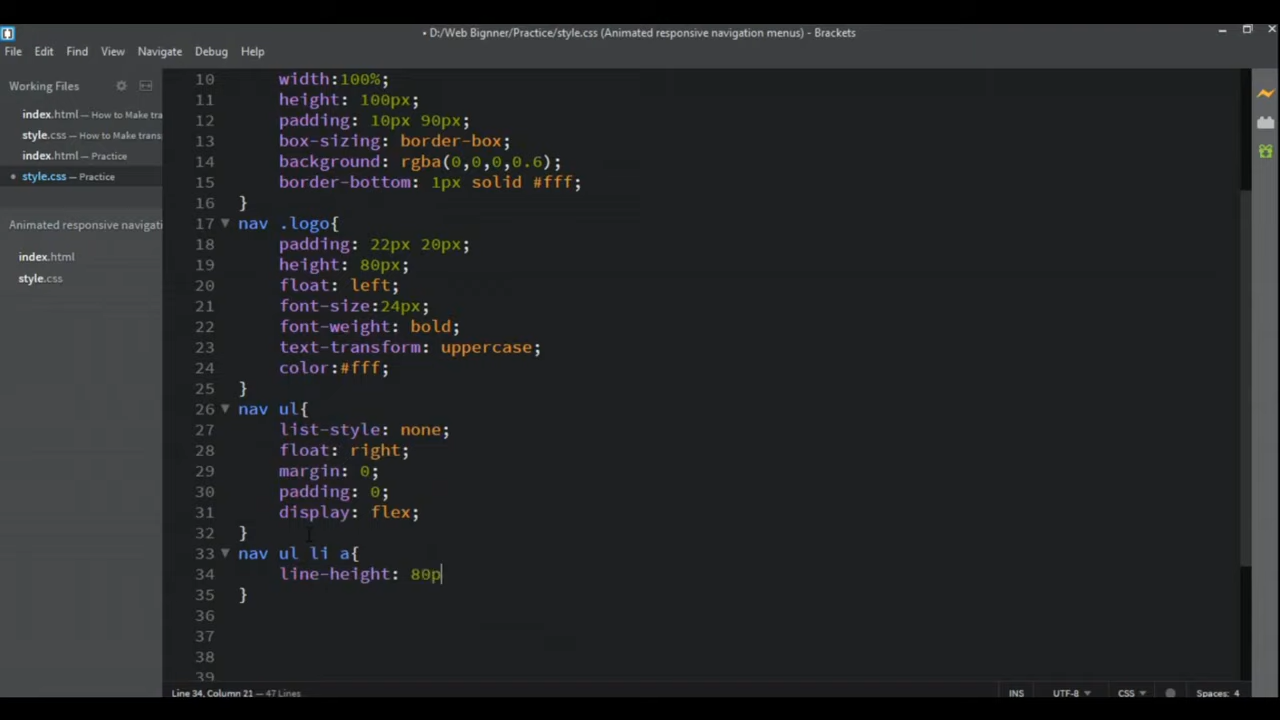 • D:/Web Bignner/Practice/style.css (Animated responsive navigation menus) - Brackets
File Edit Find View Navigate Debug Help
Working Files
index.html — How to Make tra
style.css — How to Make trans
index.html — Practice
• style.css — Practice
Animated responsive navigati
index.html
style.css
10 width:100%;
11 height: 100px;
12 padding: 10px 90px;
13 box-sizing: border-box;
14 background: rgba(0,0,0,0.6);
15 border-bottom: 1px solid #fff;
16 }
17 nav .logo{
18 padding: 22px 20px;
19 height: 80px;
20 float: left;
21 font-size:24px;
22 font-weight: bold;
23 text-transform: uppercase;
24 color:#fff;
25 }
26 nav ul{
27 list-style: none;
28 float: right;
29 margin: 0;
30 padding: 0;
31 display: flex;
32 }
33 nav ul li a{
34 line-height: 80p
35 }
36
37
38
39
Line 34, Column 21 — 47 Lines
INS UTF-8 CSS Spaces: 4